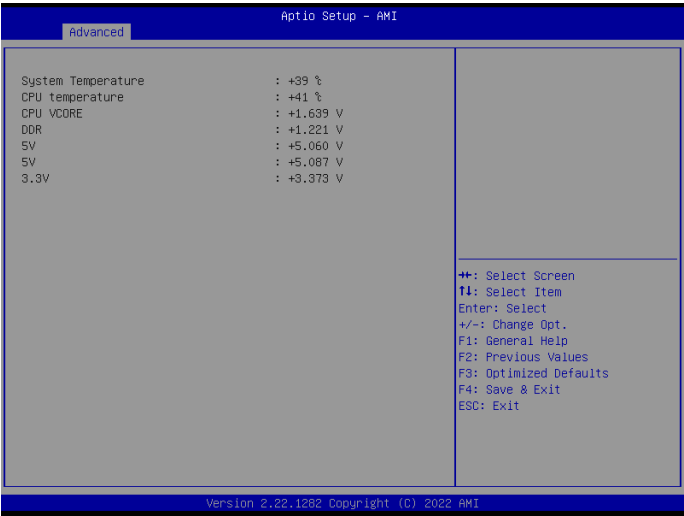 Aptio Setup – AMI
Advanced
System Temperature : +39 ℃
CPU temperature : +41 ℃
CPU VCORE : +1.639 V
DDR : +1.221 V
5V : +5.060 V
5V : +5.087 V
3.3V : +3.373 V
→←: Select Screen
↑↓: Select Item
Enter: Select
+/-: Change Opt.
F1: General Help
F2: Previous Values
F3: Optimized Defaults
F4: Save & Exit
ESC: Exit
Version 2.22.1282 Copyright (C) 2022 AMI